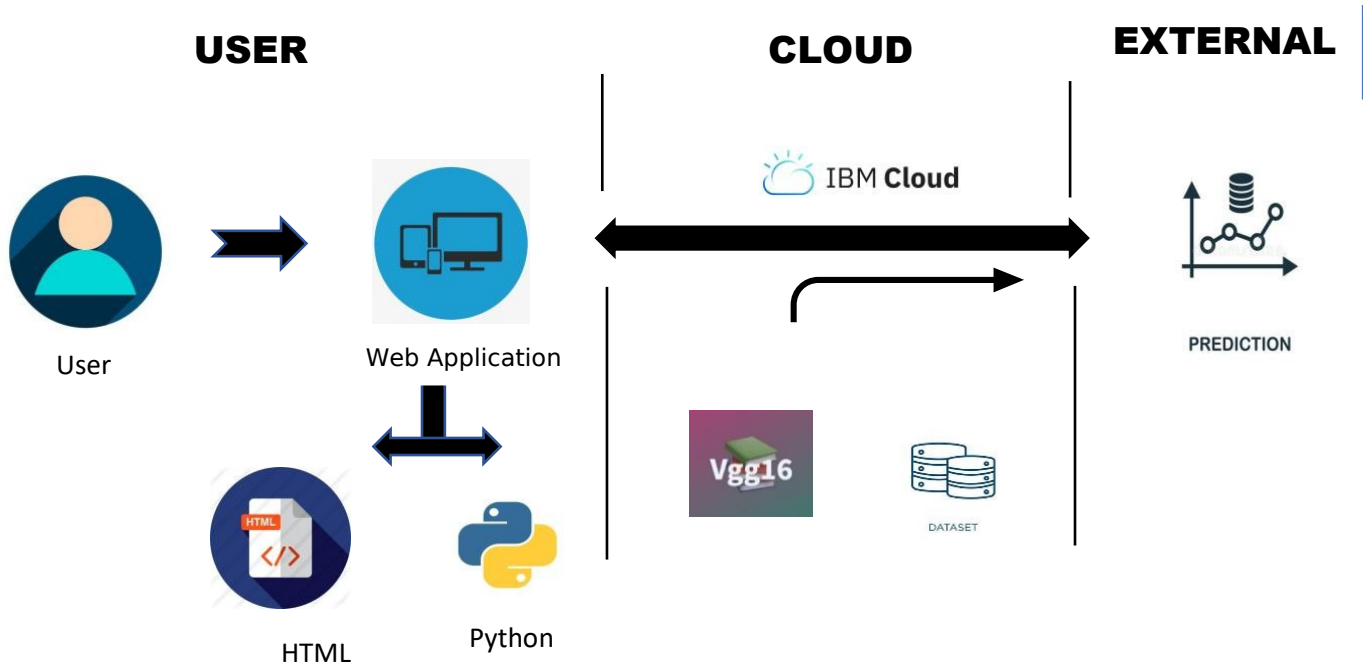 USER
CLOUD
EXTERNAL
IBM Cloud
User
Web Application
PREDICTION
Vgg16
DATASET
HTML
</>
HTML
Python